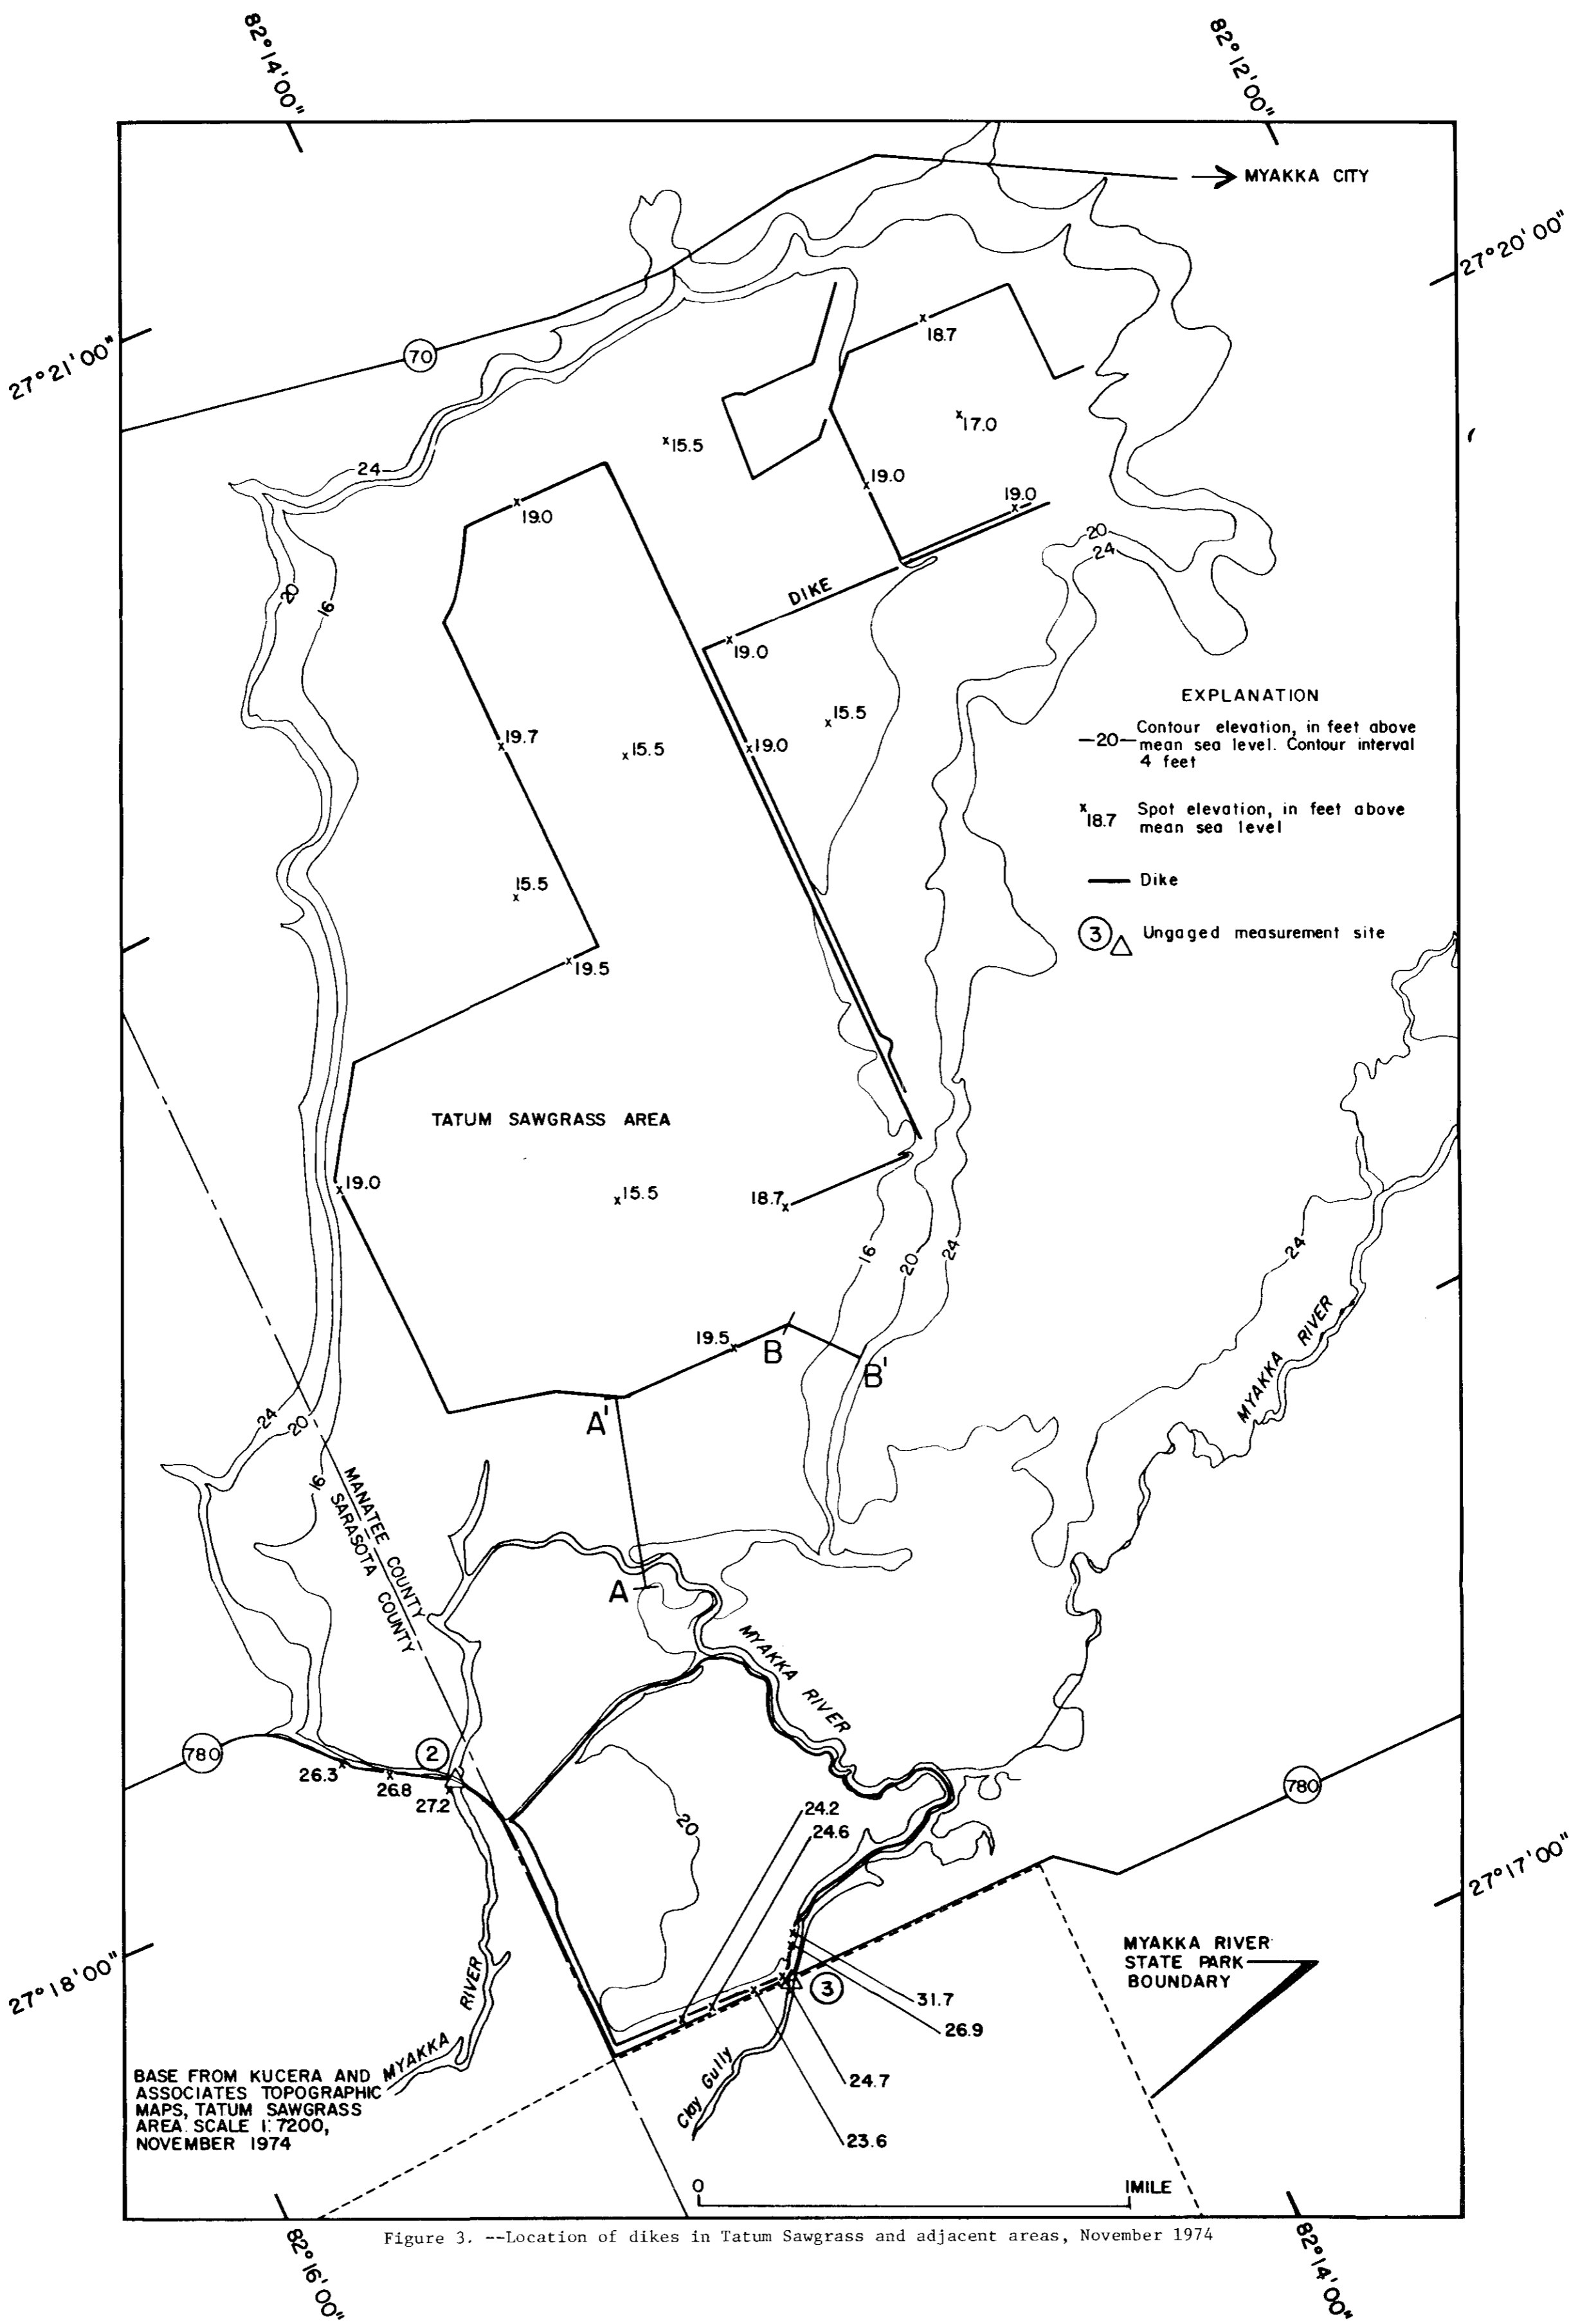 82°14'00"
82°12'00"
MYAKKA CITY
27°20'00"
27°21'00"
70
18.7
17.0
15.5
24
19.0
19.0
19.0
20
24
DIKE
20
16
19.0
15.5
EXPLANATION
—20— Contour elevation, in feet above
mean sea level. Contour interval
4 feet
19.7
15.5
19.0
x 18.7 Spot elevation, in feet above
mean sea level
Dike
15.5
3 Ungaged measurement site
19.5
TATUM SAWGRASS AREA
19.0
15.5
18.7
16
20
24
24
MYAKKA RIVER
19.5
B
B'
A'
24
20
16
MANATEE COUNTY
SARASOTA COUNTY
A
MYAKKA RIVER
780
2
26.3
26.8
27.2
780
20
24.2
24.6
27°17'00"
MYAKKA RIVER
STATE PARK
BOUNDARY
27°18'00"
3
31.7
26.9
24.7
23.6
MYAKKA RIVER
Clay Gully
BASE FROM KUCERA AND
ASSOCIATES TOPOGRAPHIC
MAPS, TATUM SAWGRASS
AREA. SCALE 1:7200,
NOVEMBER 1974
0 1MILE
Figure 3. --Location of dikes in Tatum Sawgrass and adjacent areas, November 1974
82°16'00"
82°14'00"